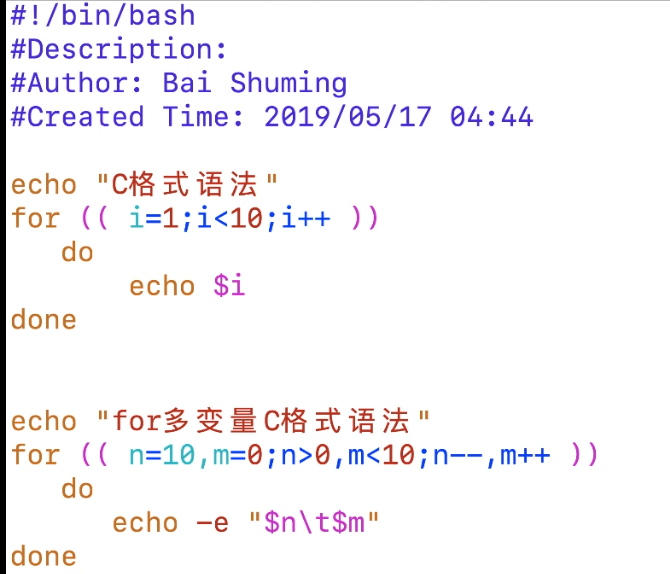 #!/bin/bash
#Description:
#Author: Bai Shuming
#Created Time: 2019/05/17 04:44
echo "C格式语法"
for (( i=1;i<10;i++ ))
do
echo $i
done
echo "for多变量C格式语法"
for (( n=10,m=0;n>0,m<10;n--,m++ ))
do
echo -e "$n\t$m"
done